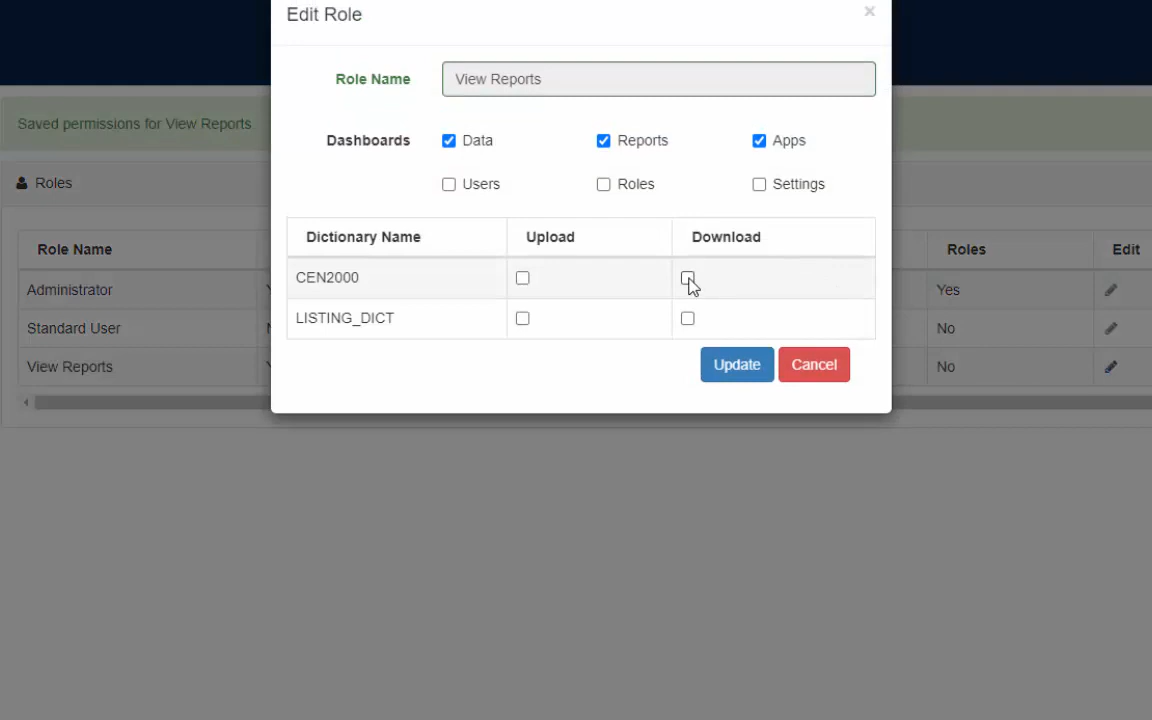 Edit Role
×
Role Name View Reports
Saved permissions for View Reports
Dashboards Data Reports Apps
Users Roles Settings
Roles
Dictionary Name Upload Download
Role Name Roles Edit
CEN2000
Administrator Yes
LISTING_DICT
Standard User No
View Reports No
Update Cancel